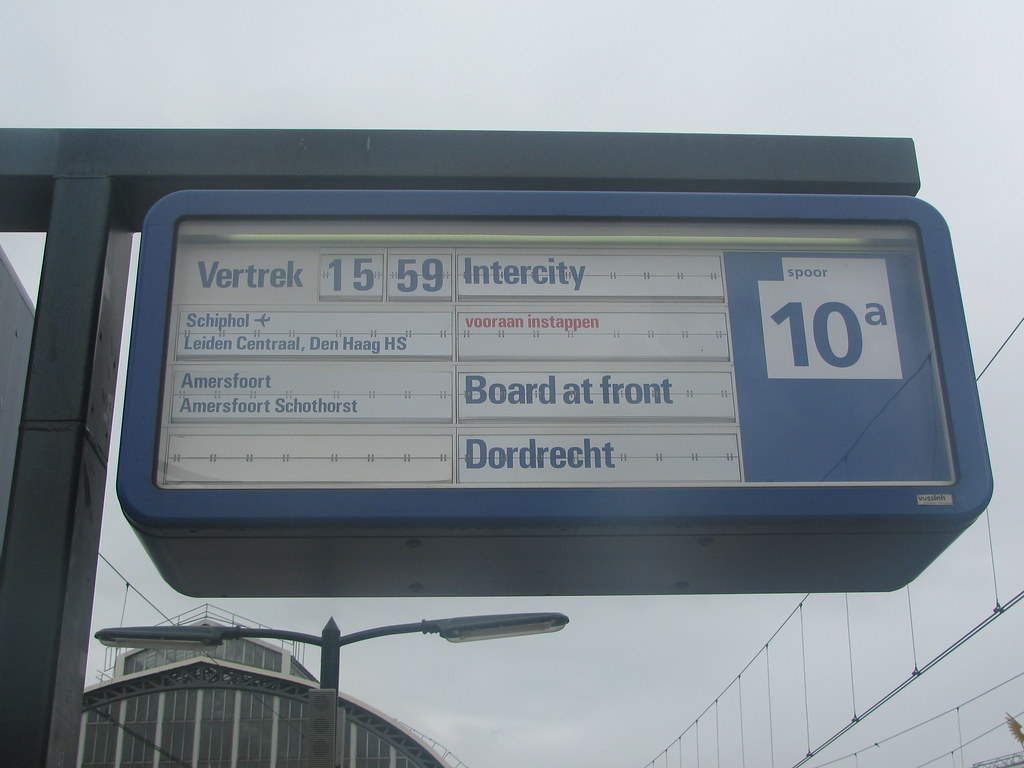 Vertrek 15 59 Intercity
spoor
10a
Schiphol
Leiden Centraal, Den Haag HS
vooraan instappen
Amersfoort
Amersfoort Schothorst
Board at front
Dordrecht
vossloh